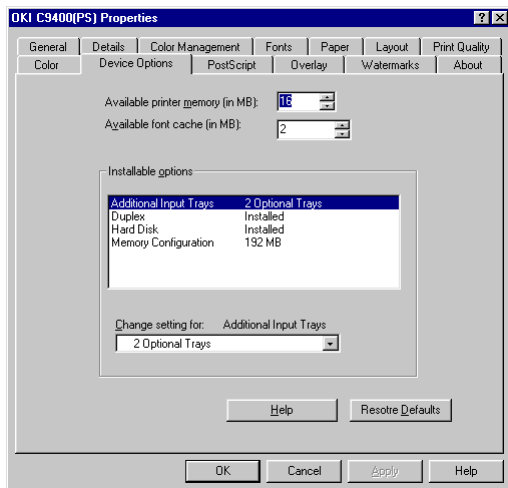 OKI C9400(PS) Properties
General Details Color Management Fonts Paper Layout Print Quality
Color Device Options PostScript Overlay Watermarks About
Available printer memory (in MB): 16
Available font cache (in MB): 2
Installable options
Additional Input Trays 2 Optional Trays
Duplex Installed
Hard Disk Installed
Memory Configuration 192 MB
Change setting for: Additional Input Trays
2 Optional Trays
Help Resotre Defaults
OK Cancel Apply Help